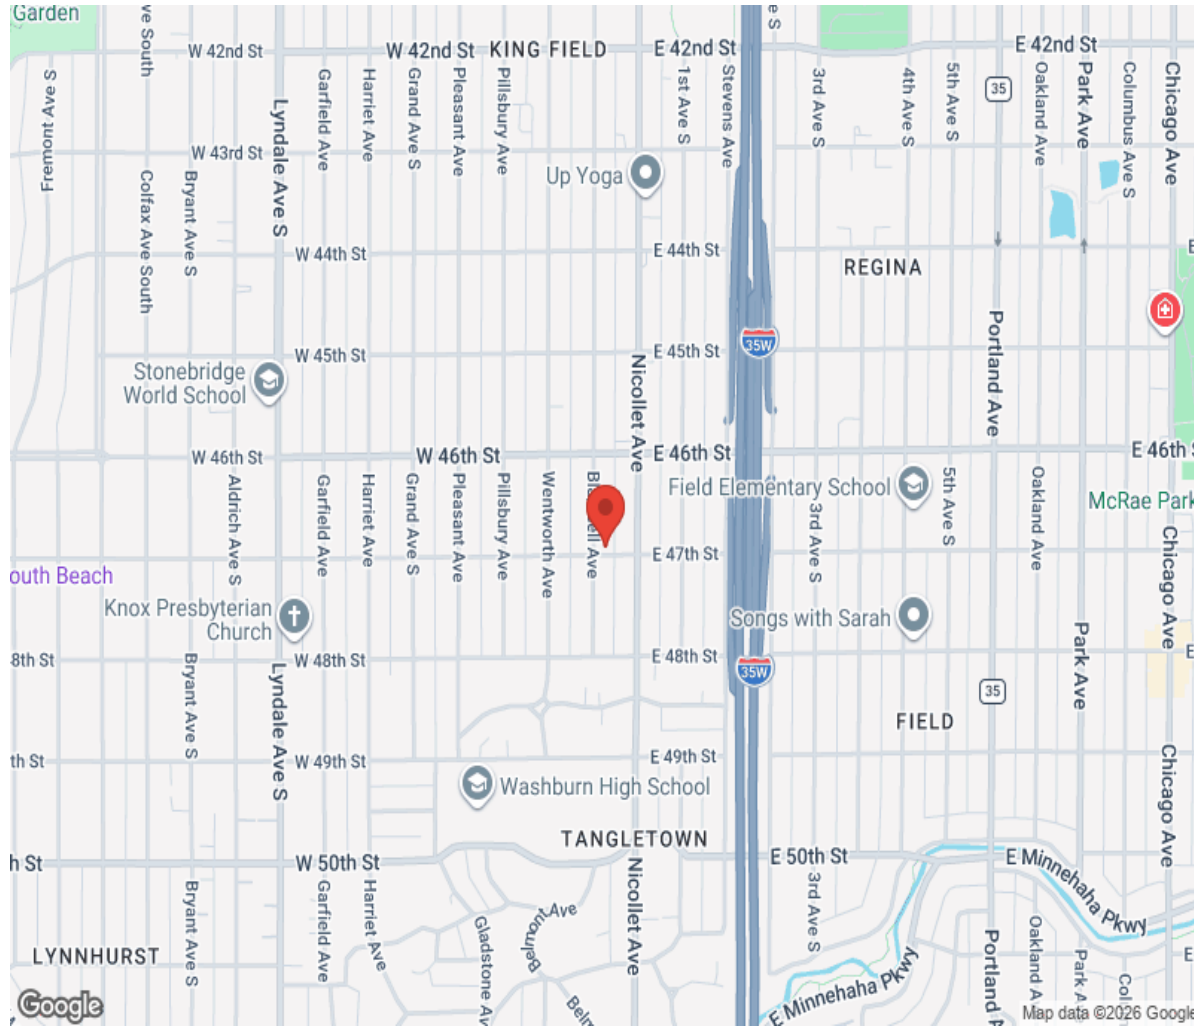 Garden
ve South
W 42nd St
W 42nd St
KING FIELD
E 42nd St
e S
E 42nd St
Fremont Ave S
Lyndale Ave S
Garfield Ave
Harriet Ave
Grand Ave S
Pleasant Ave
Pillsbury Ave
1st Ave S
Stevens Ave
3rd Ave S
4th Ave S
5th Ave S
35
Oakland Ave
Park Ave
Columbus Ave S
Chicago Ave
W 43rd St
Up Yoga
Colfax Ave South
Bryant Ave S
W 44th St
E 44th St
E
REGINA
W 45th St
E 45th St
35W
Portland Ave
Stonebridge
World School
Nicollet Ave
W 46th St
W 46th St
E 46th St
E 46th S
Aldrich Ave S
Garfield Ave
Harriet Ave
Grand Ave S
Pleasant Ave
Pillsbury Ave
Wentworth Ave
Field Elementary School
3rd Ave S
5th Ave S
Oakland Ave
McRae Park
Chicago Ave
E 47th St
outh Beach
Knox Presbyterian
Church
Songs with Sarah
8th St
W 48th St
E 48th St
E
35W
Bryant Ave S
Lyndale Ave S
Park Ave
35
FIELD
th St
W 49th St
E 49th St
Washburn High School
Chicago Ave
TANGLETOWN
h St
W 50th St
E 50th St
E Minnehaha Pkwy
Bryant Ave S
Garfield Ave
Harriet Ave
Gladstone Av
Belmont Ave
Nicollet Ave
3rd Ave S
Portland A
Oakland A
Park A
Col
E
LYNNHURST
Belm
E Minnehaha Pkwy
Google
Map data ©2026 Google